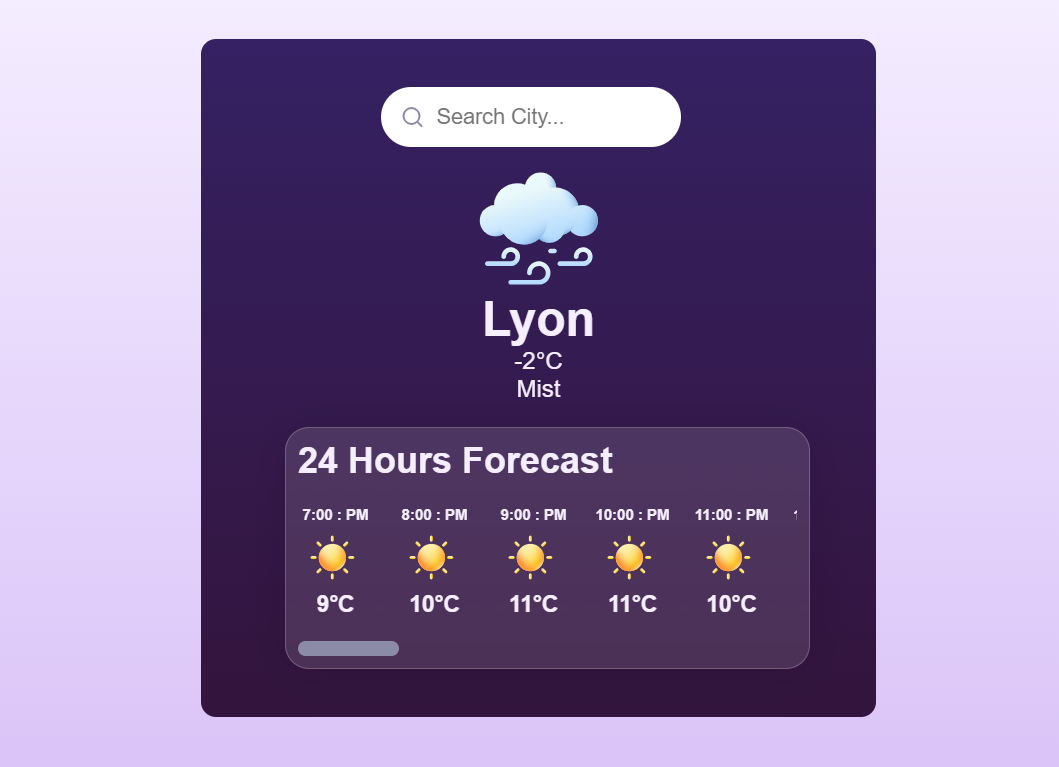 Search City...
Lyon
-2°C
Mist
24 Hours Forecast
7:00 : PM 8:00 : PM 9:00 : PM 10:00 : PM 11:00 : PM
9°C 10°C 11°C 11°C 10°C